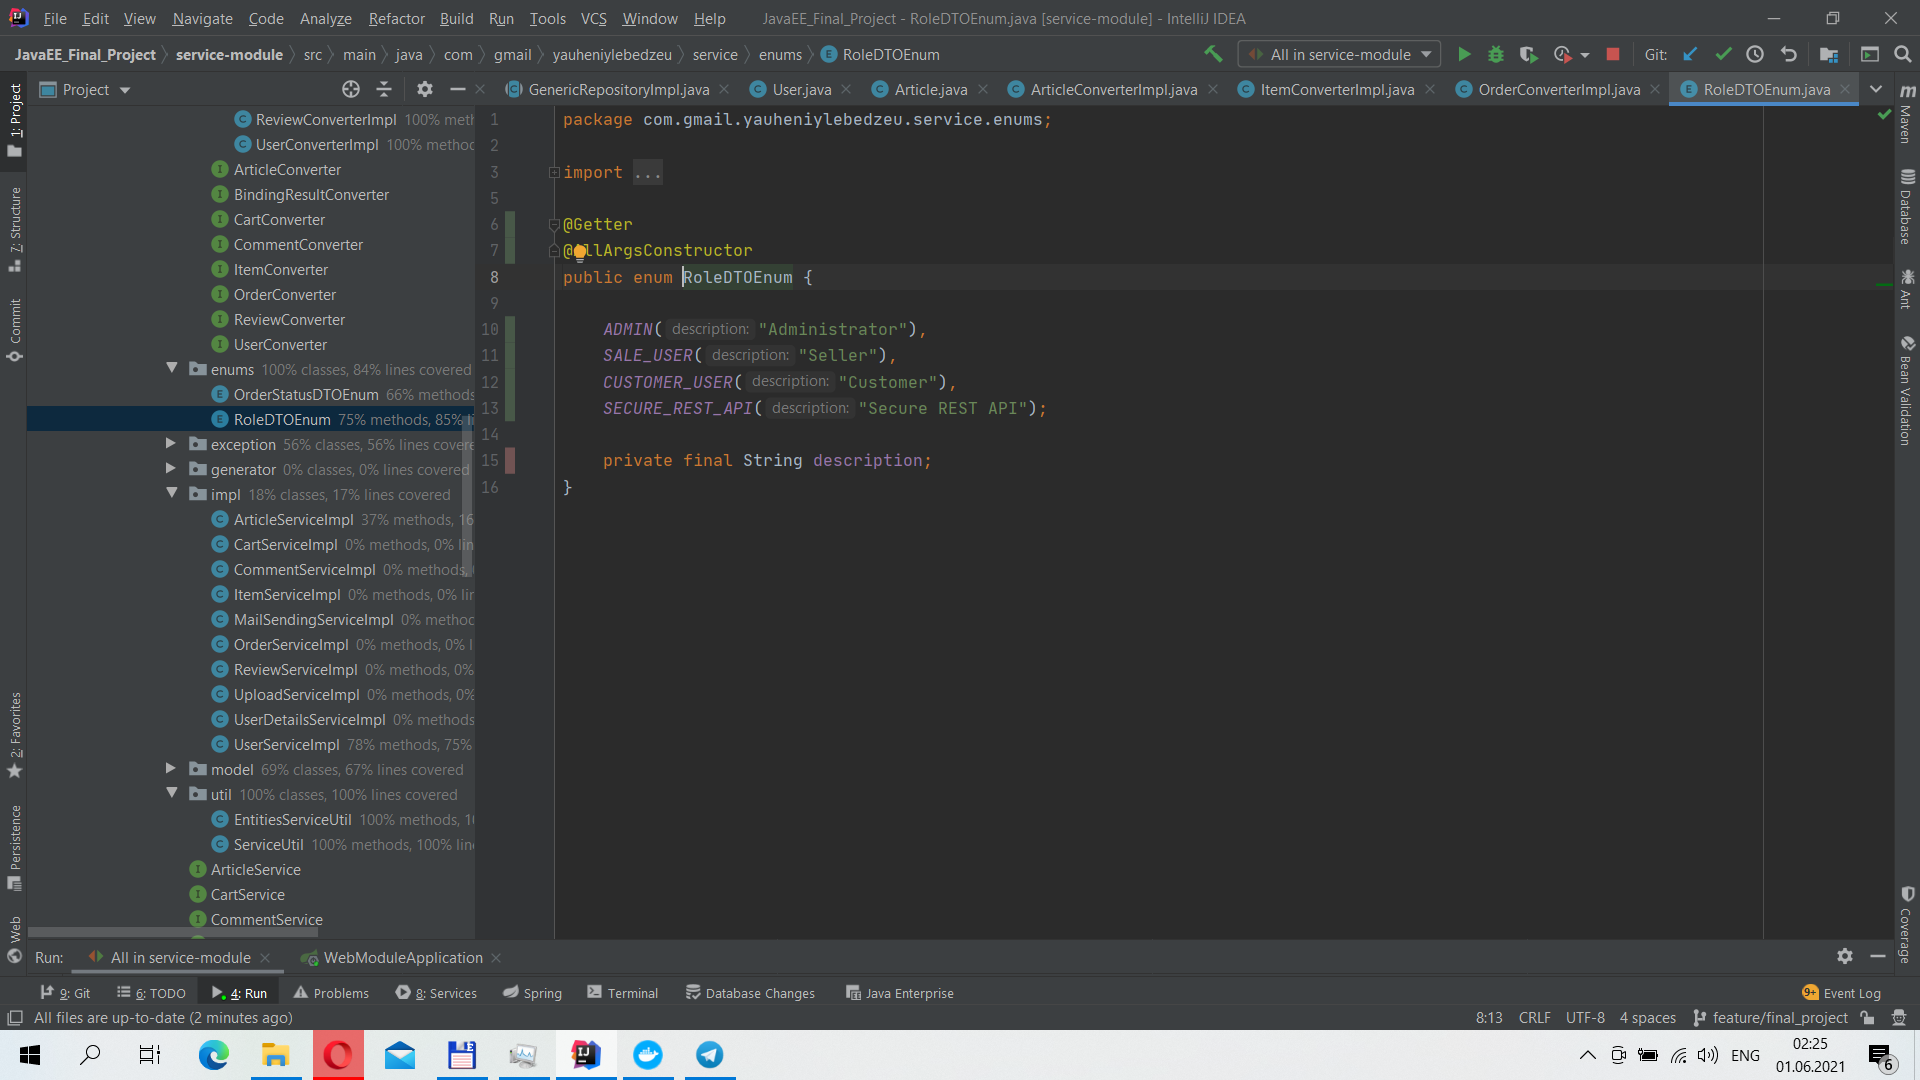 File Edit View Navigate Code Analyze Refactor Build Run Tools VCS Window Help JavaEE_Final_Project - RoleDTOEnum.java [service-module] - IntelliJ IDEA
JavaEE_Final_Project service-module src main java com gmail yauheniylebedzeu service enums RoleDTOEnum All in service-module Git:
Project GenericRepositoryImpl.java User.java Article.java ArticleConverterImpl.java ItemConverterImpl.java OrderConverterImpl.java RoleDTOEnum.java
1: Project
7: Structure
Commit
2: Favorites
Persistence
Web
ReviewConverterImpl 100% meth
UserConverterImpl 100% method
ArticleConverter
BindingResultConverter
CartConverter
CommentConverter
ItemConverter
OrderConverter
ReviewConverter
UserConverter
enums 100% classes, 84% lines covered
OrderStatusDTOEnum 66% methods
RoleDTOEnum 75% methods, 85% li
exception 56% classes, 56% lines covere
generator 0% classes, 0% lines covered
impl 18% classes, 17% lines covered
ArticleServiceImpl 37% methods, 16
CartServiceImpl 0% methods, 0% lin
CommentServiceImpl 0% methods,
ItemServiceImpl 0% methods, 0% lir
MailSendingServiceImpl 0% method
OrderServiceImpl 0% methods, 0% l
ReviewServiceImpl 0% methods, 0%
UploadServiceImpl 0% methods, 0%
UserDetailsServiceImpl 0% methods
UserServiceImpl 78% methods, 75%
model 69% classes, 67% lines covered
util 100% classes, 100% lines covered
EntitiesServiceUtil 100% methods, 10
ServiceUtil 100% methods, 100% line
ArticleService
CartService
CommentService
1 package com.gmail.yauheniylebedzeu.service.enums;
2
3 import ...
5
6 @Getter
7 @llArgsConstructor
8 public enum RoleDTOEnum {
9
10 ADMIN( description: "Administrator"),
11 SALE_USER( description: "Seller"),
12 CUSTOMER_USER( description: "Customer"),
13 SECURE_REST_API( description: "Secure REST API");
14
15 private final String description;
16 }
Maven
Database
Ant
Bean Validation
Coverage
Run: All in service-module WebModuleApplication
9: Git 6: TODO 4: Run Problems 8: Services Spring Terminal Database Changes Java Enterprise 9+ Event Log
All files are up-to-date (2 minutes ago) 8:13 CRLF UTF-8 4 spaces feature/final_project
ENG 02:25
01.06.2021 6